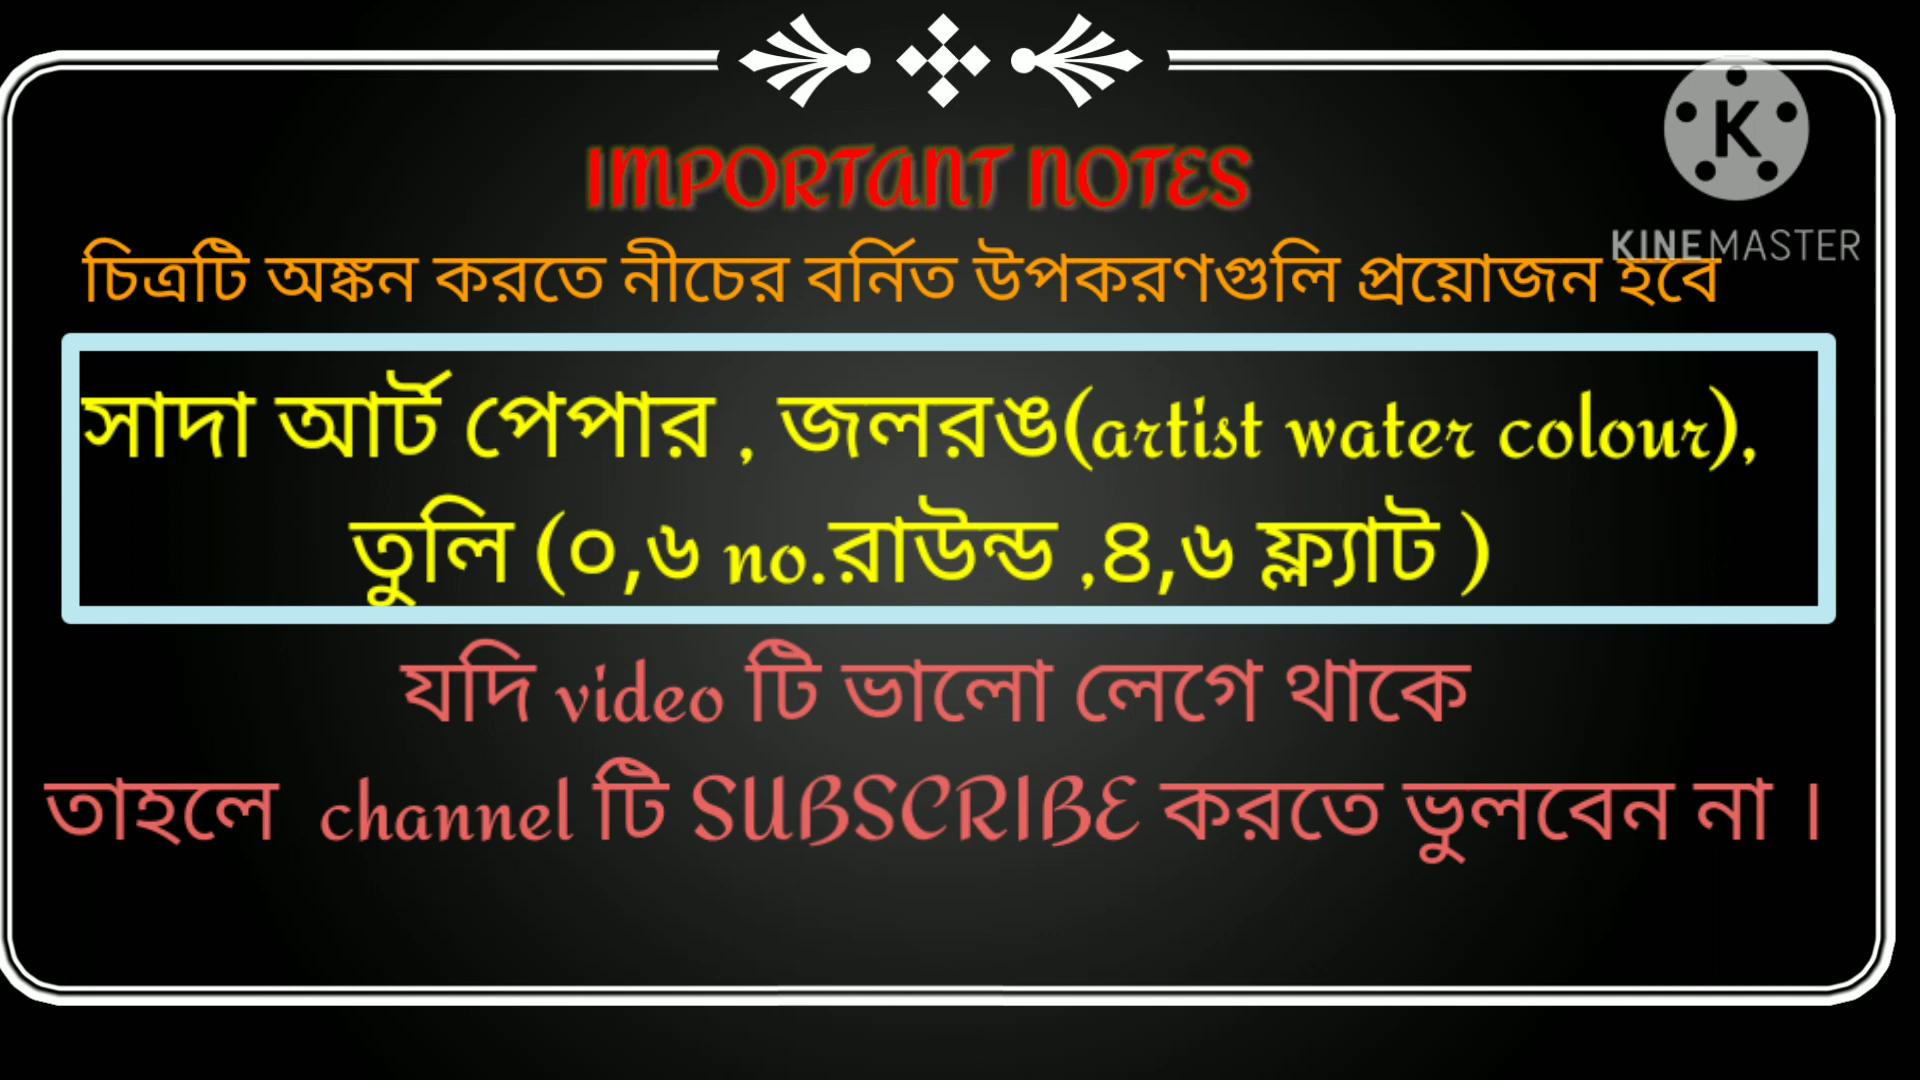 IMPORTANT NOTES
KINEMASTER
চিত্রটি অঙ্কন করতে নীচের বর্নিত উপকরণগুলি প্রয়োজন হবে
সাদা আর্ট পেপার , জলরঙ(artist water colour),
তুলি (০,৬ no.রাউন্ড ,৪,৬ ফ্ল্যাট )
যদি video টি ভালো লেগে থাকে
তাহলে channel টি SUBSCRIBE করতে ভুলবেন না ।